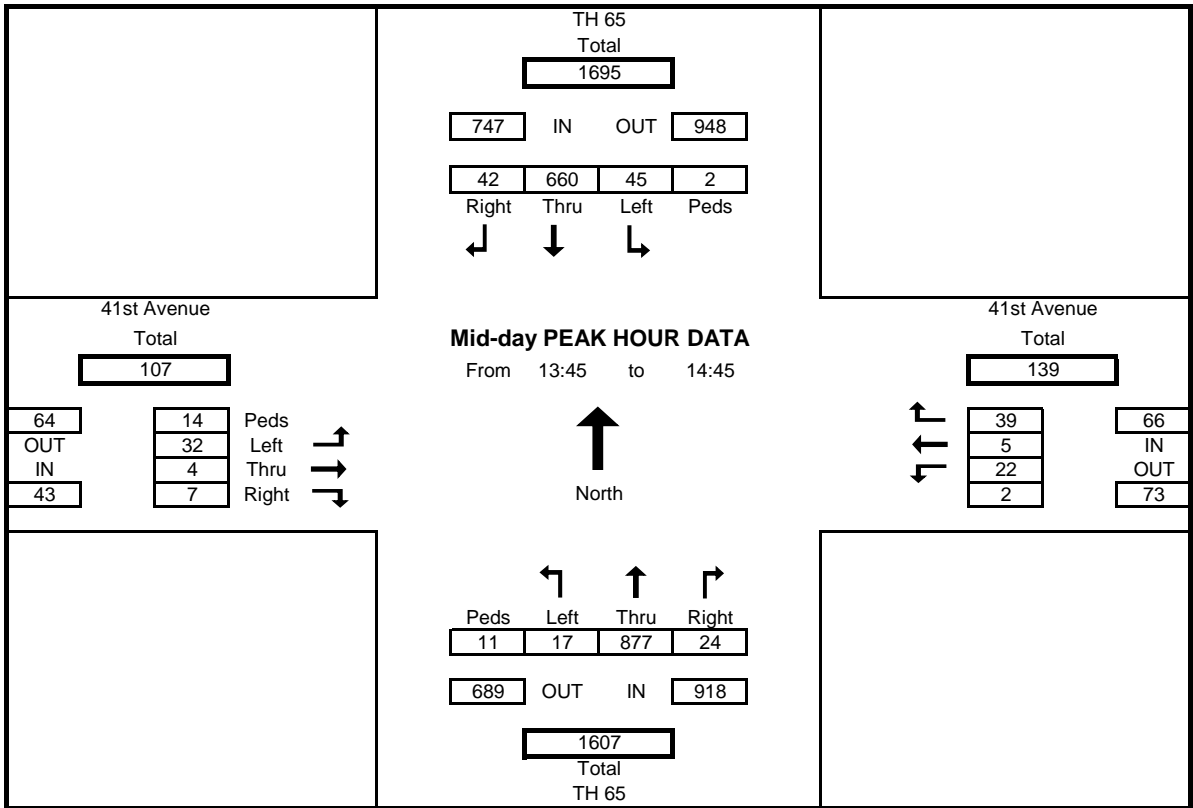 TH 65
Total
1695
747 IN OUT 948
42 660 45 2
Right Thru Left Peds
41st Avenue
Total
107
64 14 Peds
OUT 32 Left
IN 4 Thru
43 7 Right
Mid-day PEAK HOUR DATA
From 13:45 to 14:45
North
41st Avenue
Total
139
39 66
5 IN
22 OUT
2 73
Peds Left Thru Right
11 17 877 24
689 OUT IN 918
1607
Total
TH 65